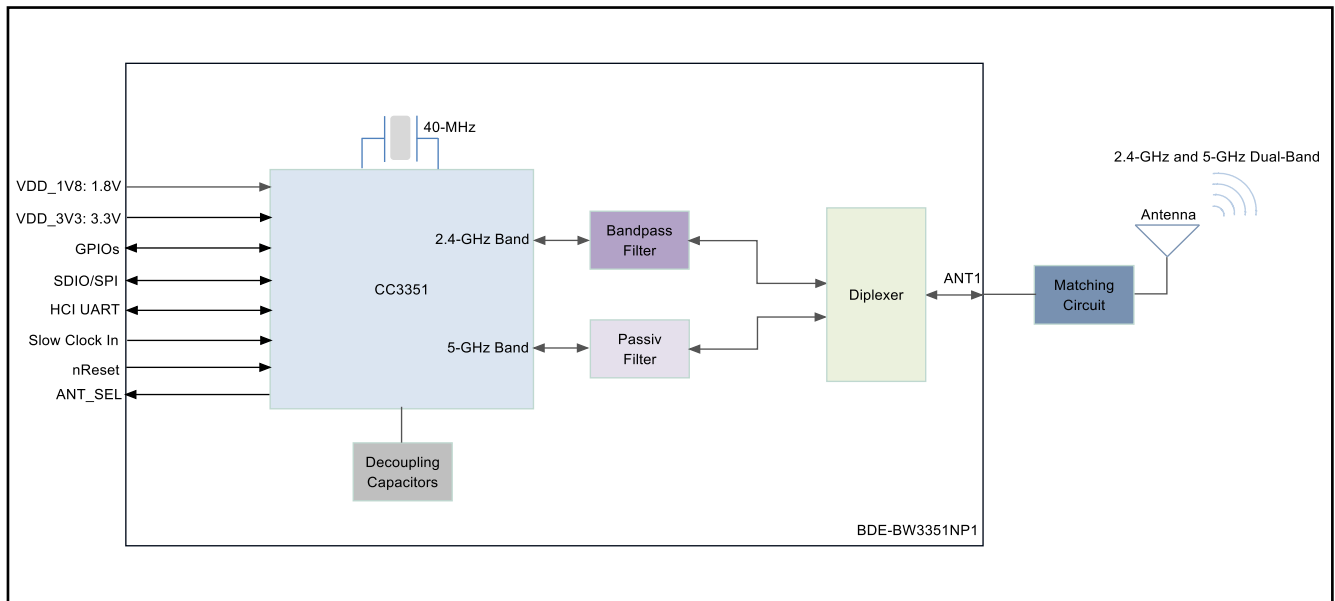 40-MHz
2.4-GHz and 5-GHz Dual-Band
VDD_1V8: 1.8V
VDD_3V3: 3.3V
GPIOs
SDIO/SPI
HCI UART
Slow Clock In
nReset
ANT_SEL
CC3351
2.4-GHz Band
5-GHz Band
Bandpass
Filter
Passiv
Filter
Diplexer
ANT1
Matching
Circuit
Antenna
Decoupling
Capacitors
BDE-BW3351NP1